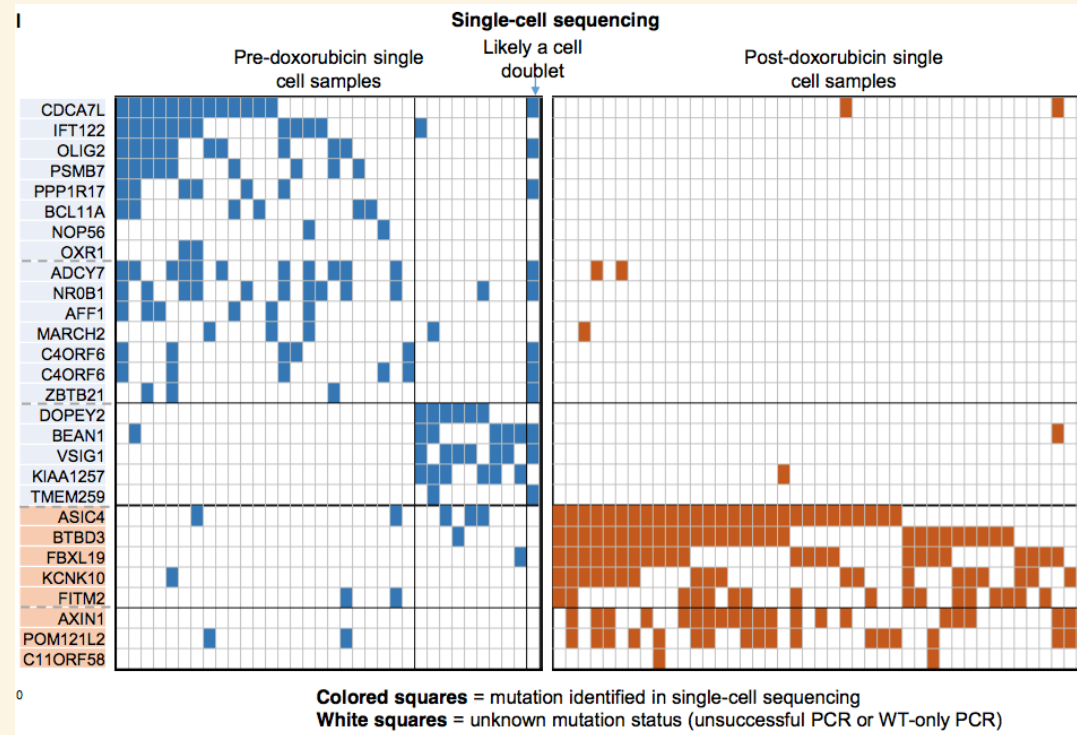 I
Single-cell sequencing
Pre-doxorubicin single
cell samples
Likely a cell
doublet
Post-doxorubicin single
cell samples
CDCA7L
IFT122
OLIG2
PSMB7
PPP1R17
BCL11A
NOP56
OXR1
ADCY7
NR0B1
AFF1
MARCH2
C4ORF6
C4ORF6
ZBTB21
DOPEY2
BEAN1
VSIG1
KIAA1257
TMEM259
ASIC4
BTBD3
FBXL19
KCNK10
FITM2
AXIN1
POM121L2
C11ORF58
0
Colored squares = mutation identified in single-cell sequencing
White squares = unknown mutation status (unsuccessful PCR or WT-only PCR)